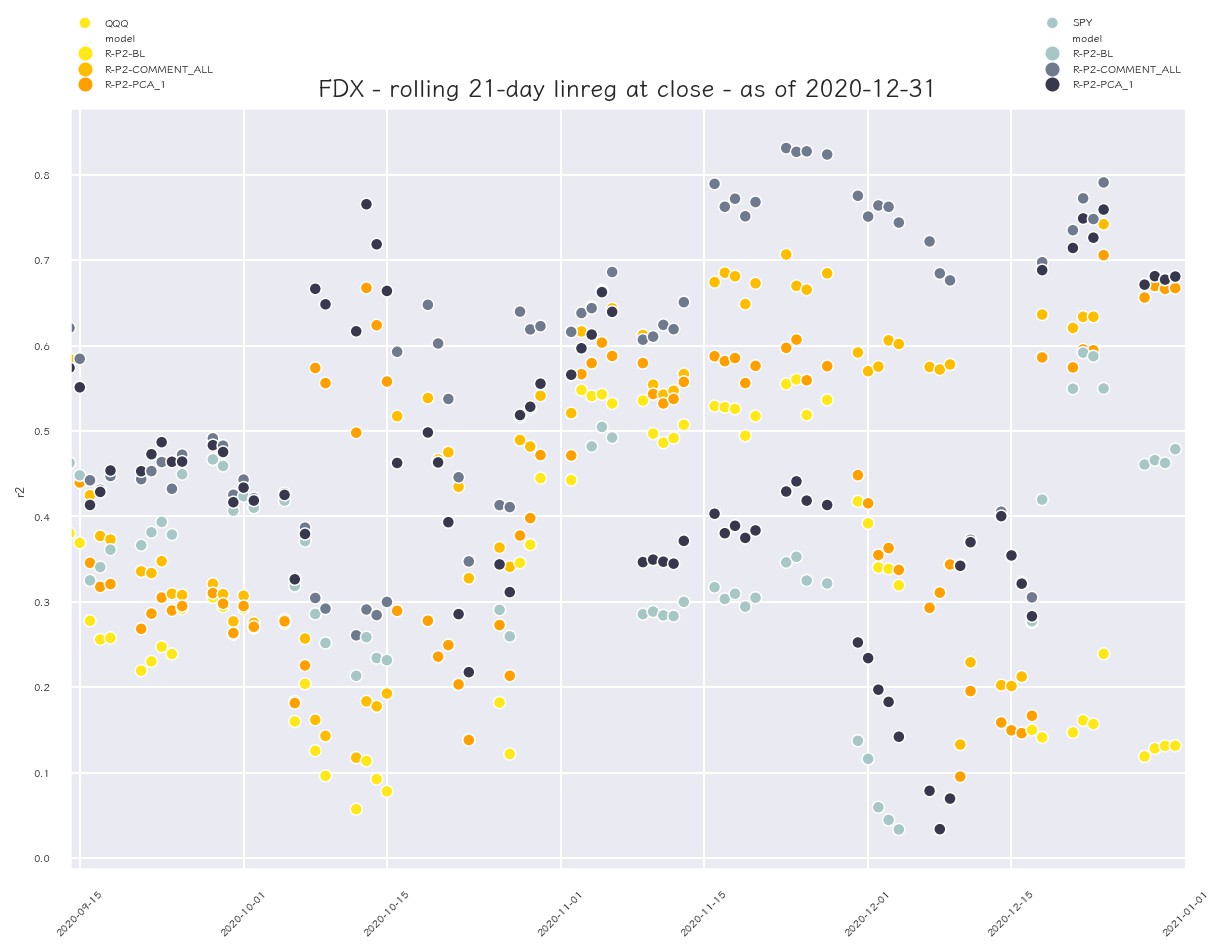 QQQ
model
R-P2-BL
R-P2-COMMENT_ALL
R-P2-PCA_1
SPY
model
R-P2-BL
R-P2-COMMENT_ALL
R-P2-PCA_1
FDX - rolling 21-day linreg at close - as of 2020-12-31
r2
0.8
0.7
0.6
0.5
0.4
0.3
0.2
0.1
0.0
2020-09-15
2020-10-01
2020-10-15
2020-11-01
2020-11-15
2020-12-01
2020-12-15
2021-01-01